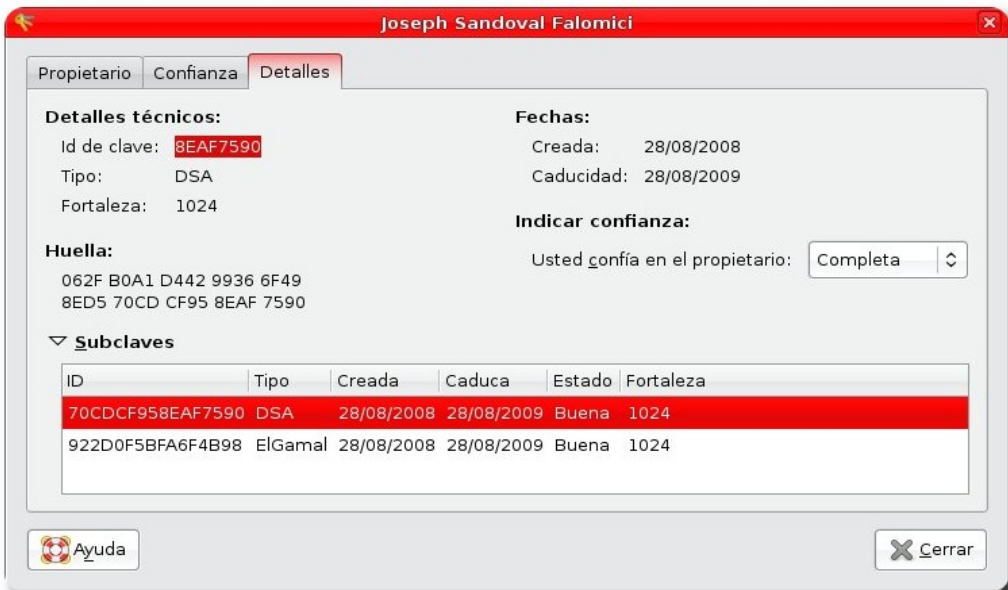 Joseph Sandoval Falomici
Propietario Confianza Detalles
Detalles técnicos:
Id de clave: 8EAF7590
Tipo: DSA
Fortaleza: 1024
Huella:
062F B0A1 D442 9936 6F49
8ED5 70CD CF95 8EAF 7590
Fechas:
Creada: 28/08/2008
Caducidad: 28/08/2009
Indicar confianza:
Usted confía en el propietario: Completa
Subclaves
ID Tipo Creada Caduca Estado Fortaleza
70CDCF958EAF7590 DSA 28/08/2008 28/08/2009 Buena 1024
922D0F5BFA6F4B98 ElGamal 28/08/2008 28/08/2009 Buena 1024
Ayuda Cerrar